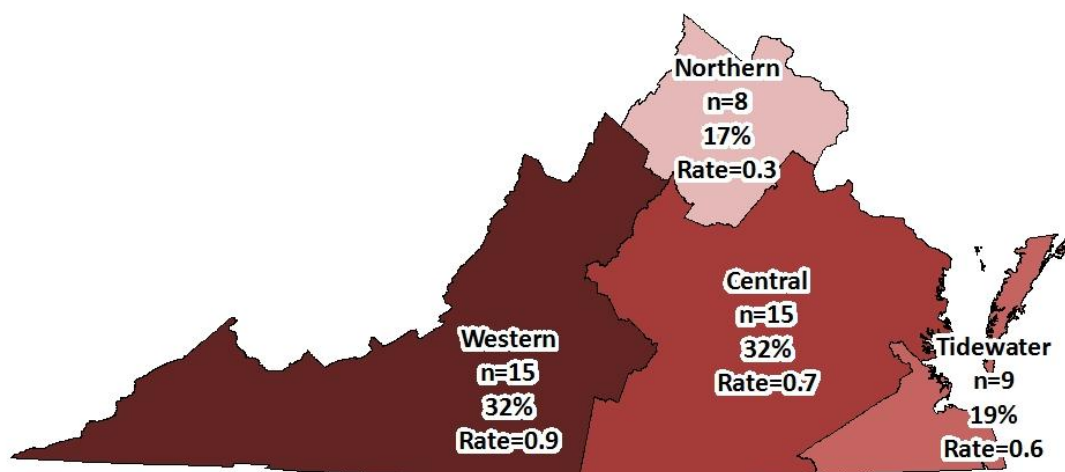 Northern
n=8
17%
Rate=0.3
Central
n=15
32%
Rate=0.7
Western
n=15
32%
Rate=0.9
Tidewater
n=9
19%
Rate=0.6